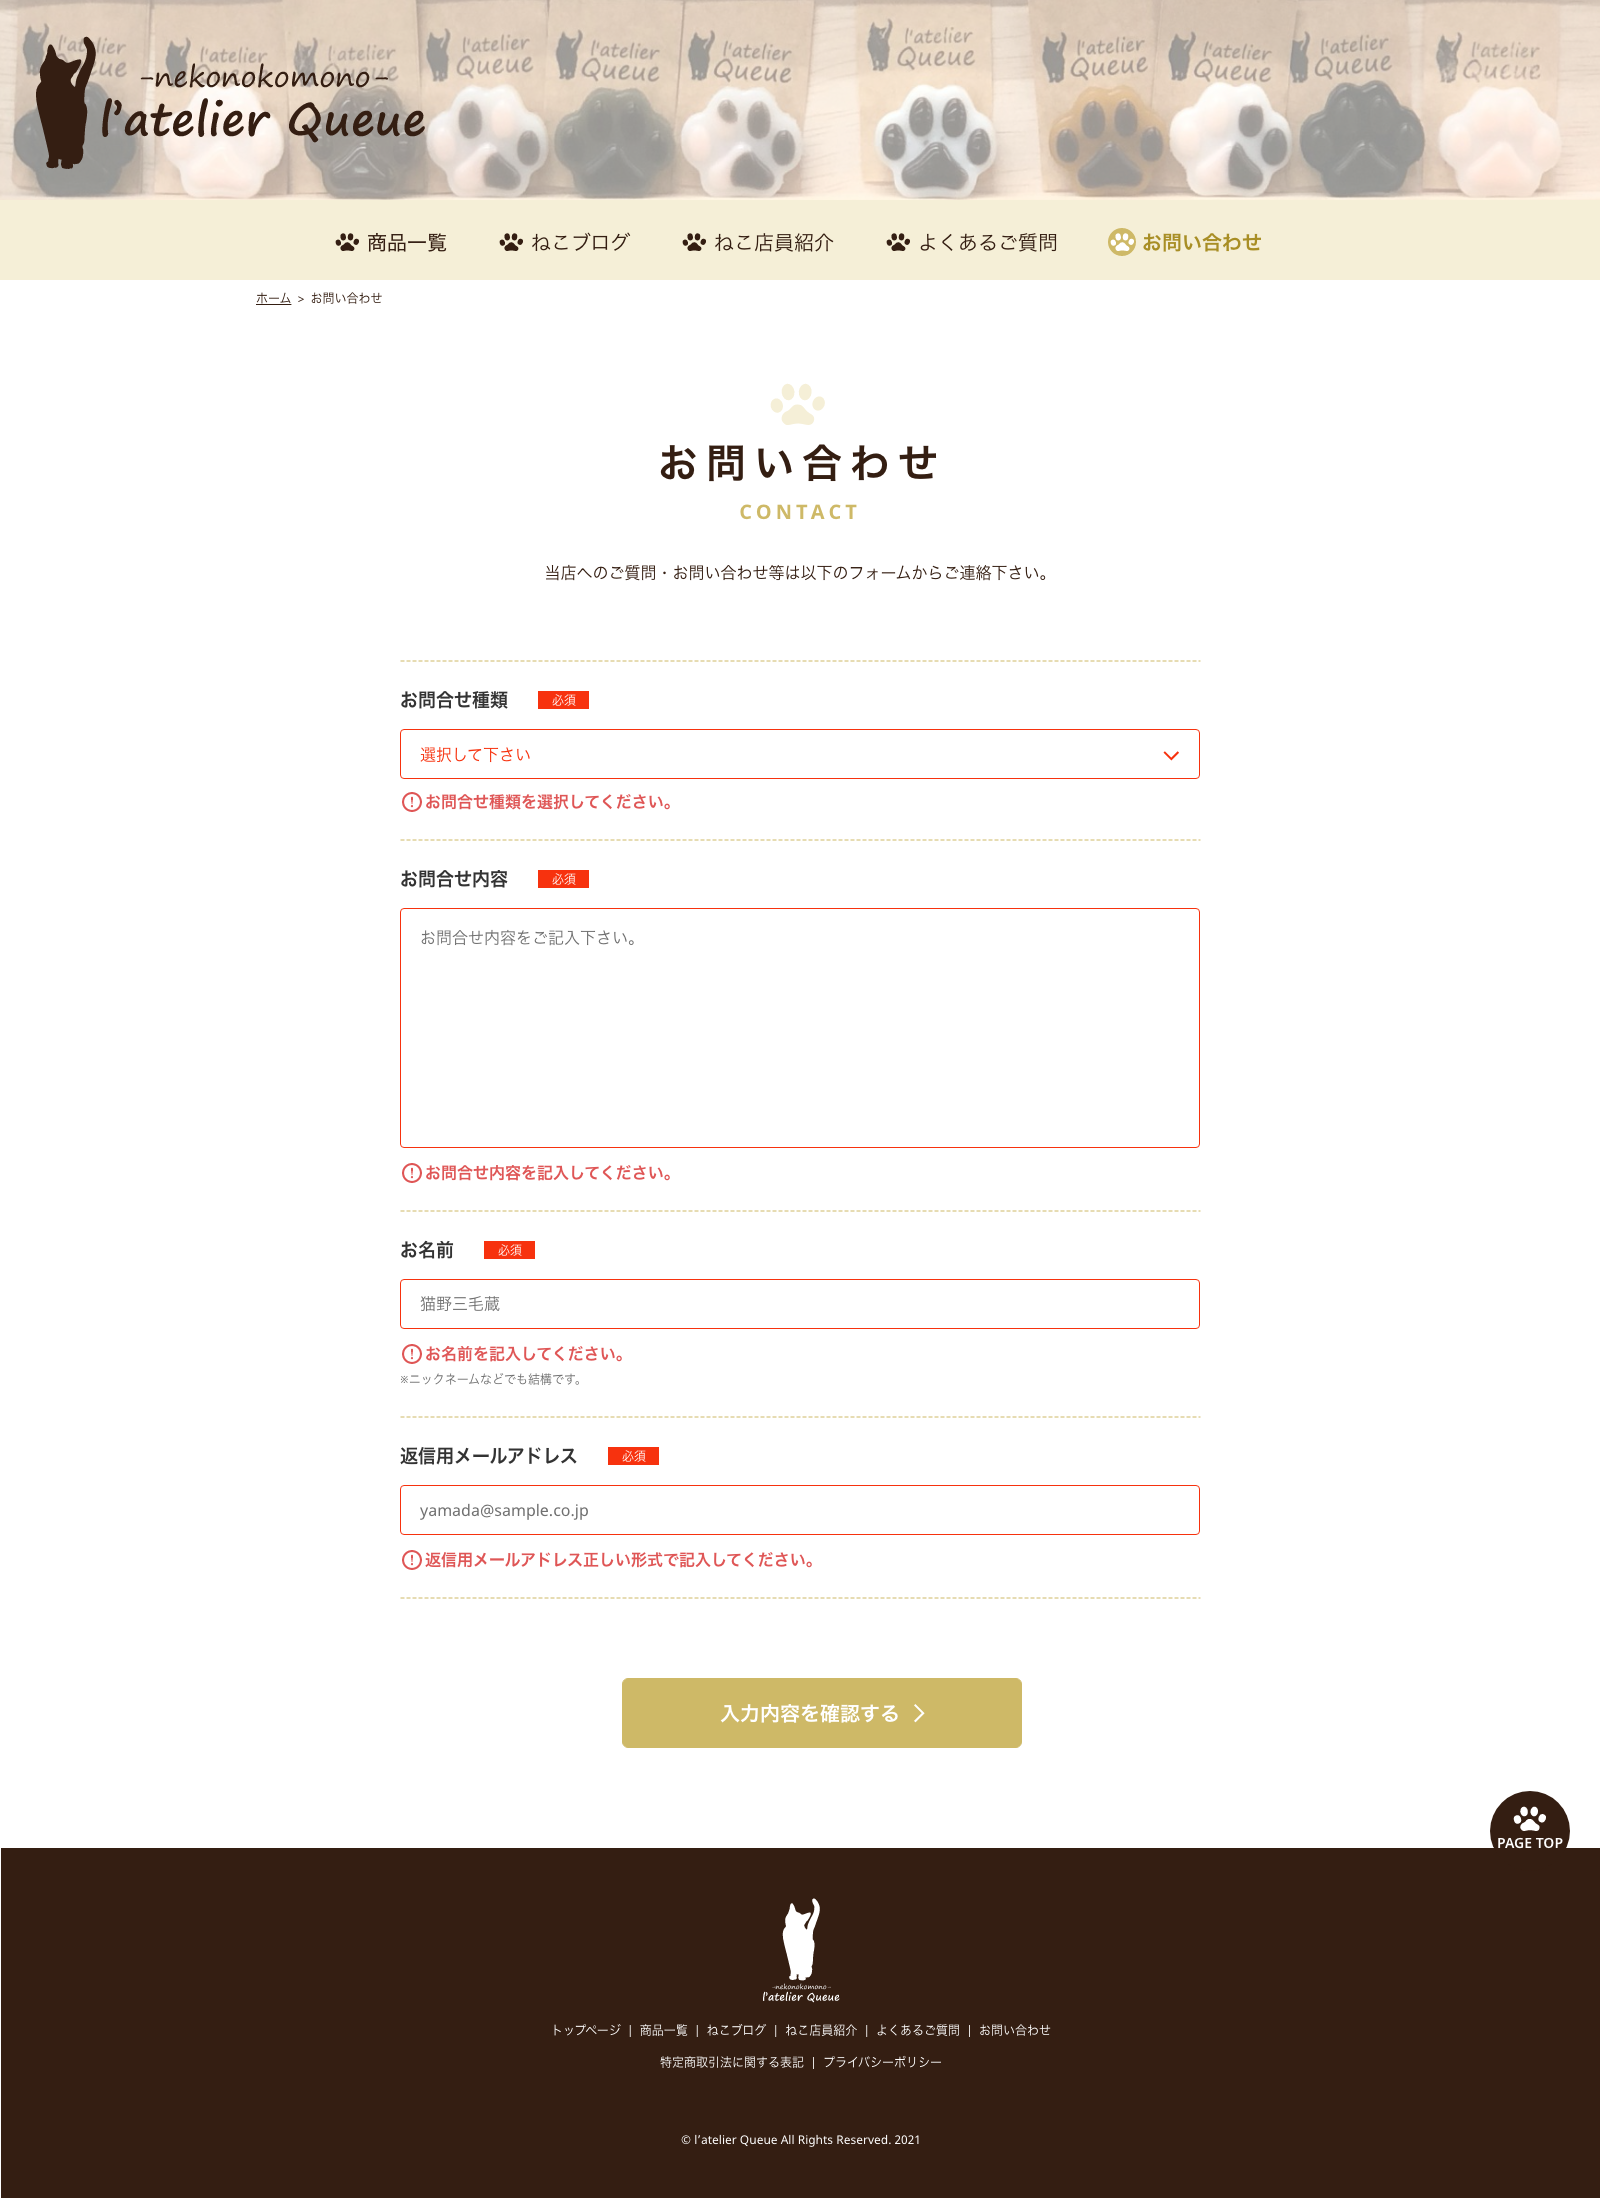 l'atelier Queue
l'atelier
Queue
l'atelier
Queue
l'atelier
Queue
l'atelier
Queue
l'atelier
Queue
l'atelier
Queue
-nekonokomono-
l'atelier Queue
商品一覧
ねこブログ
ねこ店員紹介
よくあるご質問
お問い合わせ
ホーム > お問い合わせ
お問い合わせ
CONTACT
当店へのご質問・お問い合わせ等は以下のフォームからご連絡下さい。
お問合せ種類 必須
選択して下さい
お問合せ種類を選択してください。
お問合せ内容 必須
お問合せ内容をご記入下さい。
お問合せ内容を記入してください。
お名前 必須
猫野三毛蔵
お名前を記入してください。
※ニックネームなどでも結構です。
返信用メールアドレス 必須
yamada@sample.co.jp
返信用メールアドレス正しい形式で記入してください。
入力内容を確認する
PAGE TOP
-nekonokomono-
l'atelier Queue
トップページ | 商品一覧 | ねこブログ | ねこ店員紹介 | よくあるご質問 | お問い合わせ
特定商取引法に関する表記 | プライバシーポリシー
© l'atelier Queue All Rights Reserved. 2021